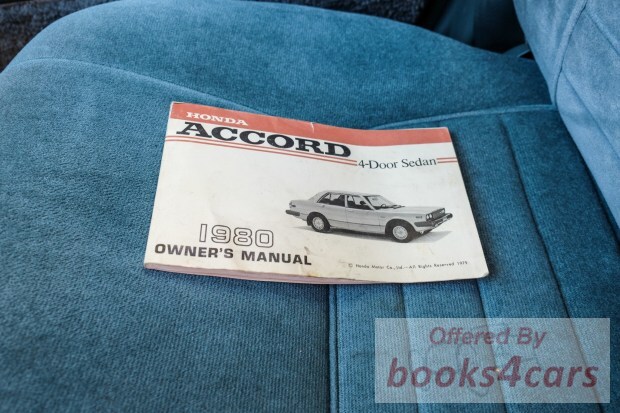 HONDA
ACCORD
4-Door Sedan
1980
OWNER'S MANUAL
© Honda Motor Co., Ltd. - All Rights Reserved 1979
Offered By
books4cars